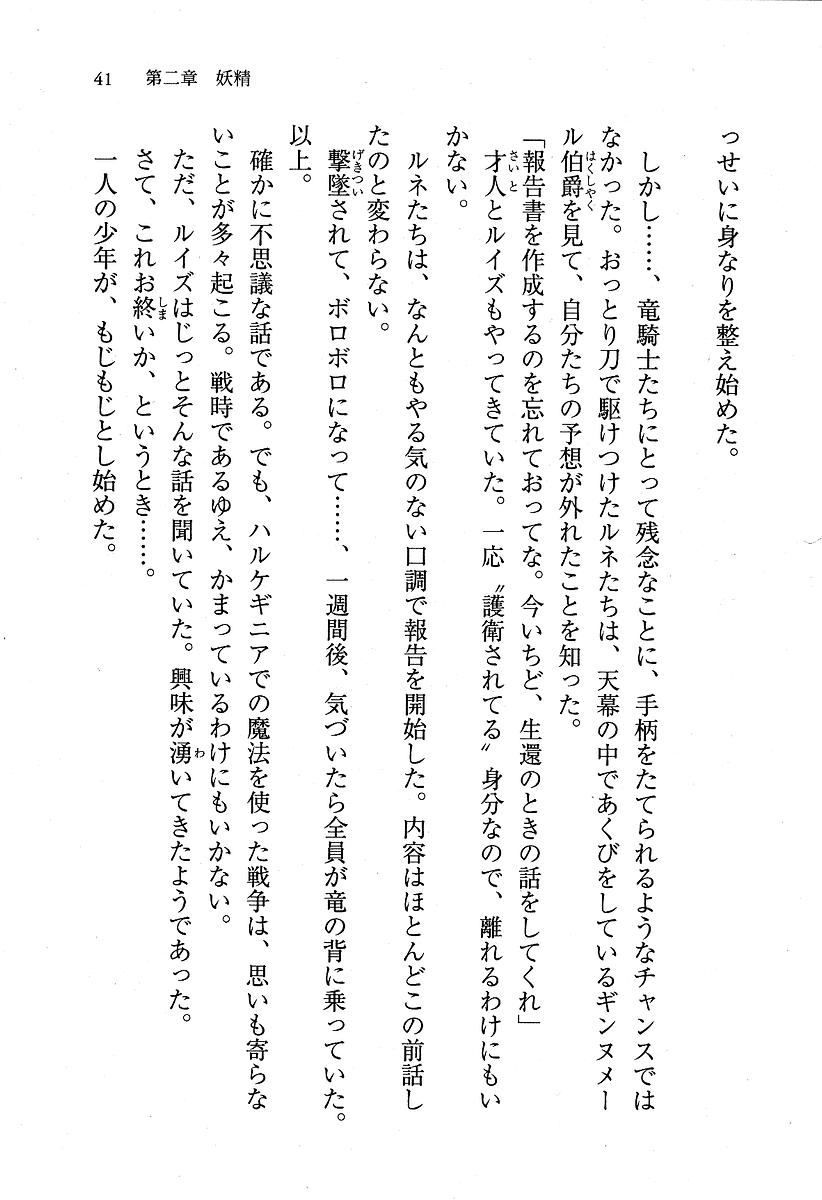 41　第二章　妖精
っせいに身なりを整え始めた。
しかし……、竜騎士たちにとって残念なことに、手柄をたてられるようなチャンスでは
なかった。おっとり刀で駆けつけたルネたちは、天幕の中であくびをしているギンヌメー
ル伯爵を見て、自分たちの予想が外れたことを知った。
「報告書を作成するのを忘れておってな。今いちど、生還のときの話をしてくれ」
才人とルイズもやってきていた。一応〝護衛されてる〟身分なので、離れるわけにもい
かない。
ルネたちは、なんともやる気のない口調で報告を開始した。内容はほとんどこの前話し
たのと変わらない。
撃墜されて、ボロボロになって……、一週間後、気づいたら全員が竜の背に乗っていた。
以上。
確かに不思議な話である。でも、ハルケギニアでの魔法を使った戦争は、思いも寄らな
いことが多々起こる。戦時であるゆえ、かまっているわけにもいかない。
ただ、ルイズはじっとそんな話を聞いていた。興味が湧いてきたようであった。
さて、これお終いか、というとき……。
一人の少年が、もじもじとし始めた。